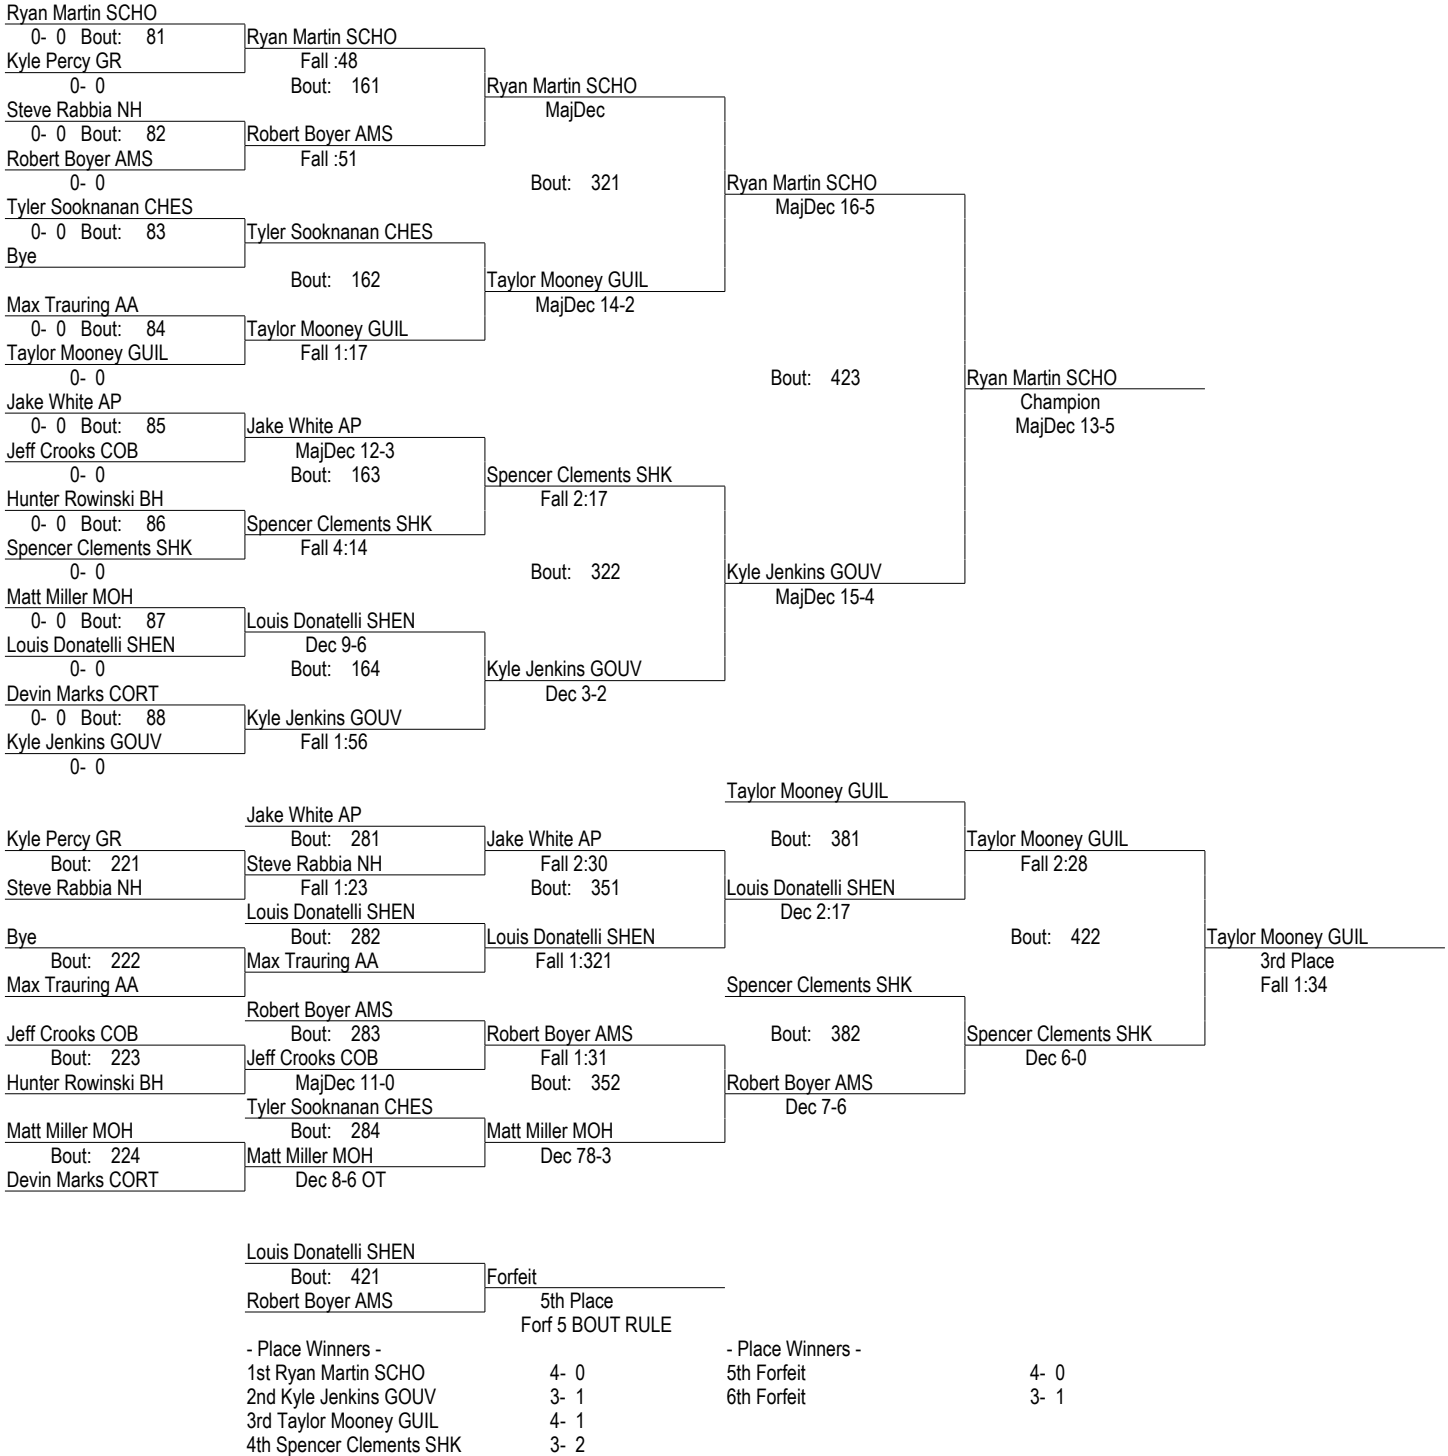 Ryan Martin SCHO
0- 0 Bout: 81 Ryan Martin SCHO
Kyle Percy GR Fall :48
0- 0 Bout: 161 Ryan Martin SCHO
Steve Rabbia NH MajDec
0- 0 Bout: 82 Robert Boyer AMS
Robert Boyer AMS Fall :51
0- 0 Bout: 321 Ryan Martin SCHO
Tyler Sooknanan CHES MajDec 16-5
0- 0 Bout: 83 Tyler Sooknanan CHES
Bye
Bout: 162 Taylor Mooney GUIL
Max Trauring AA MajDec 14-2
0- 0 Bout: 84 Taylor Mooney GUIL
Taylor Mooney GUIL Fall 1:17
0- 0 Bout: 423 Ryan Martin SCHO
Jake White AP Champion
0- 0 Bout: 85 Jake White AP MajDec 13-5
Jeff Crooks COB MajDec 12-3
0- 0 Bout: 163 Spencer Clements SHK
Hunter Rowinski BH Fall 2:17
0- 0 Bout: 86 Spencer Clements SHK
Spencer Clements SHK Fall 4:14
0- 0 Bout: 322 Kyle Jenkins GOUV
Matt Miller MOH MajDec 15-4
0- 0 Bout: 87 Louis Donatelli SHEN
Louis Donatelli SHEN Dec 9-6
0- 0 Bout: 164 Kyle Jenkins GOUV
Devin Marks CORT Dec 3-2
0- 0 Bout: 88 Kyle Jenkins GOUV
Kyle Jenkins GOUV Fall 1:56
0- 0
Taylor Mooney GUIL
Jake White AP
Kyle Percy GR Bout: 281 Jake White AP Bout: 381 Taylor Mooney GUIL
Bout: 221 Steve Rabbia NH Fall 2:30 Fall 2:28
Steve Rabbia NH Fall 1:23 Bout: 351 Louis Donatelli SHEN
Louis Donatelli SHEN Dec 2:17
Bye Bout: 282 Louis Donatelli SHEN Bout: 422 Taylor Mooney GUIL
Bout: 222 Max Trauring AA Fall 1:321 3rd Place
Max Trauring AA Spencer Clements SHK Fall 1:34
Robert Boyer AMS
Jeff Crooks COB Bout: 283 Robert Boyer AMS Bout: 382 Spencer Clements SHK
Bout: 223 Jeff Crooks COB Fall 1:31 Dec 6-0
Hunter Rowinski BH MajDec 11-0 Bout: 352 Robert Boyer AMS
Tyler Sooknanan CHES Dec 7-6
Matt Miller MOH Bout: 284 Matt Miller MOH
Bout: 224 Matt Miller MOH Dec 78-3
Devin Marks CORT Dec 8-6 OT
Louis Donatelli SHEN
Bout: 421 Forfeit
Robert Boyer AMS 5th Place
Forf 5 BOUT RULE
- Place Winners - - Place Winners -
1st Ryan Martin SCHO 4- 0 5th Forfeit 4- 0
2nd Kyle Jenkins GOUV 3- 1 6th Forfeit 3- 1
3rd Taylor Mooney GUIL 4- 1
4th Spencer Clements SHK 3- 2